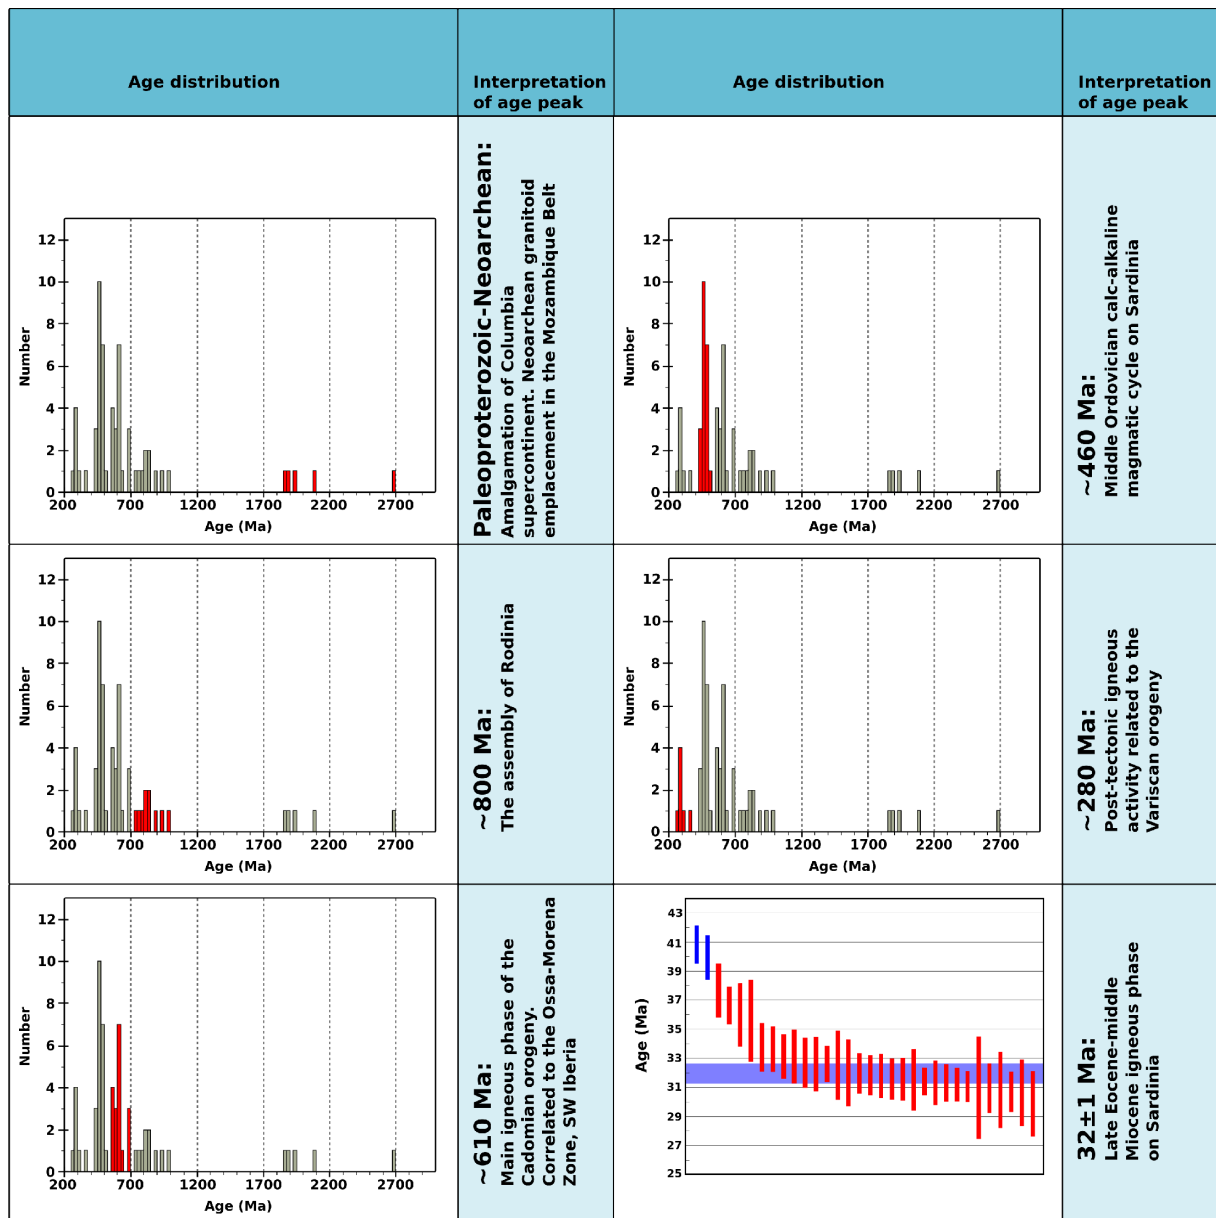 Age distribution
Interpretation
of age peak
Age distribution
Interpretation
of age peak
12
10
8
6
4
2
0
Number
200
700
1200
1700
2200
2700
Age (Ma)
Paleoproterozoic-Neoarchean:
Amalgamation of Columbia
supercontinent. Neoarchean granitoid
emplacement in the Mozambique Belt
12
10
8
6
4
2
0
Number
200
700
1200
1700
2200
2700
Age (Ma)
~460 Ma:
Middle Ordovician calc-alkaline
magmatic cycle on Sardinia
12
10
8
6
4
2
0
Number
200
700
1200
1700
2200
2700
Age (Ma)
~800 Ma:
The assembly of Rodinia
12
10
8
6
4
2
0
Number
200
700
1200
1700
2200
2700
Age (Ma)
~280 Ma:
Post-tectonic igneous
activity related to the
Variscan orogeny
12
10
8
6
4
2
0
Number
200
700
1200
1700
2200
2700
Age (Ma)
~610 Ma:
Main igneous phase of the
Cadomian orogeny.
Correlated to the Ossa-Morena
Zone, SW Iberia
43
41
39
37
35
33
31
29
27
25
Age (Ma)
32±1 Ma:
Late Eocene-middle
Miocene igneous phase
on Sardinia